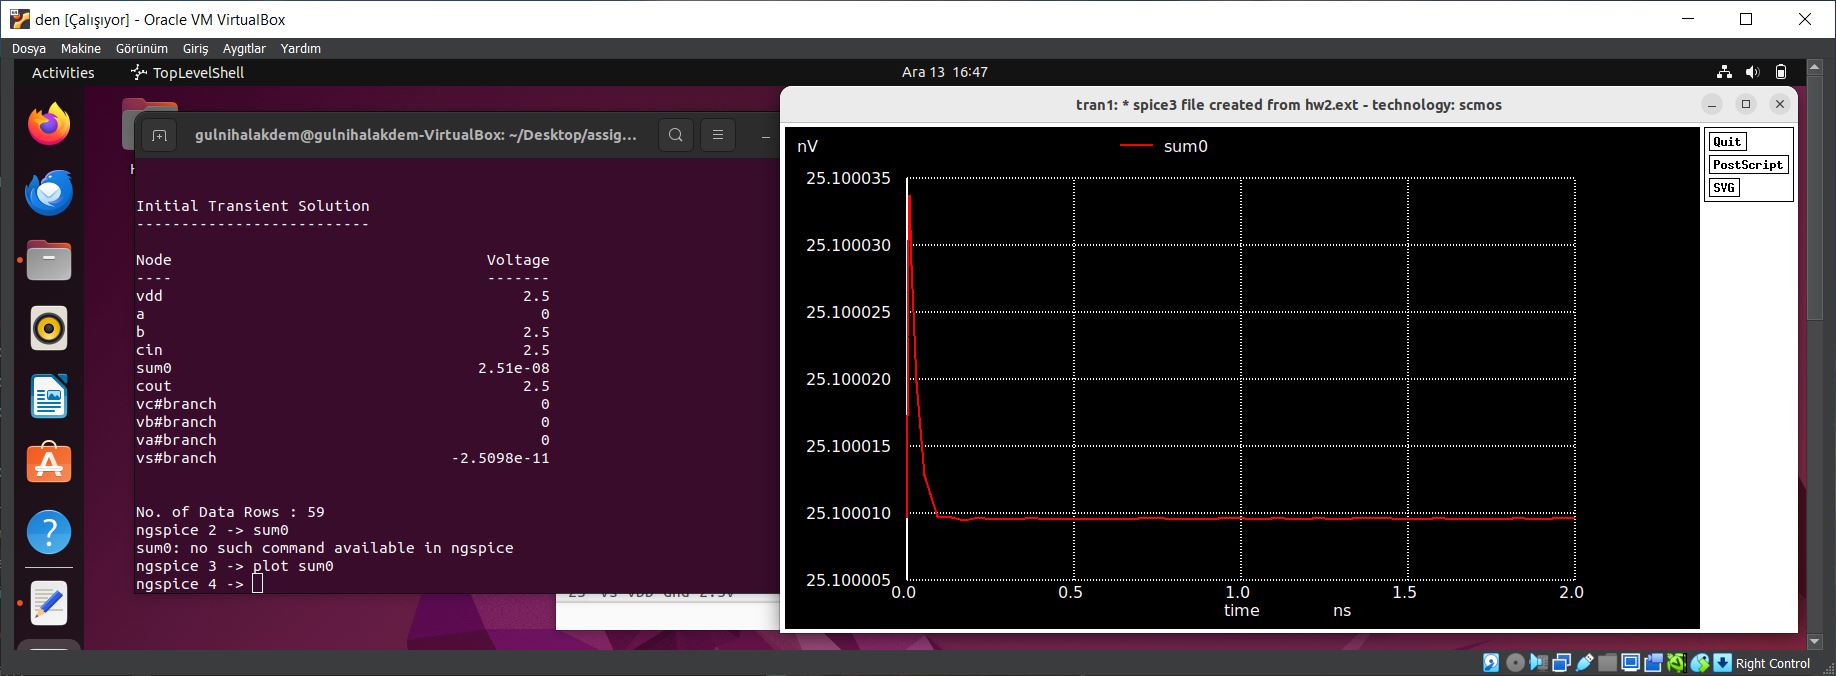 den [Çalışıyor] - Oracle VM VirtualBox
Dosya Makine Görünüm Giriş Aygıtlar Yardım
Activities TopLevelShell Ara 13 16:47
gulnihalakdem@gulnihalakdem-VirtualBox: ~/Desktop/assig...
Initial Transient Solution
--------------------------
Node Voltage
---- -------
vdd 2.5
a 0
b 2.5
cin 2.5
sum0 2.51e-08
cout 2.5
vc#branch 0
vb#branch 0
va#branch 0
vs#branch -2.5098e-11
No. of Data Rows : 59
ngspice 2 -> sum0
sum0: no such command available in ngspice
ngspice 3 -> plot sum0
ngspice 4 ->
tran1: * spice3 file created from hw2.ext - technology: scmos
nV sum0
25.100035
25.100030
25.100025
25.100020
25.100015
25.100010
25.100005
0.0 0.5 1.0 1.5 2.0
time ns
Quit
PostScript
SVG
Right Control